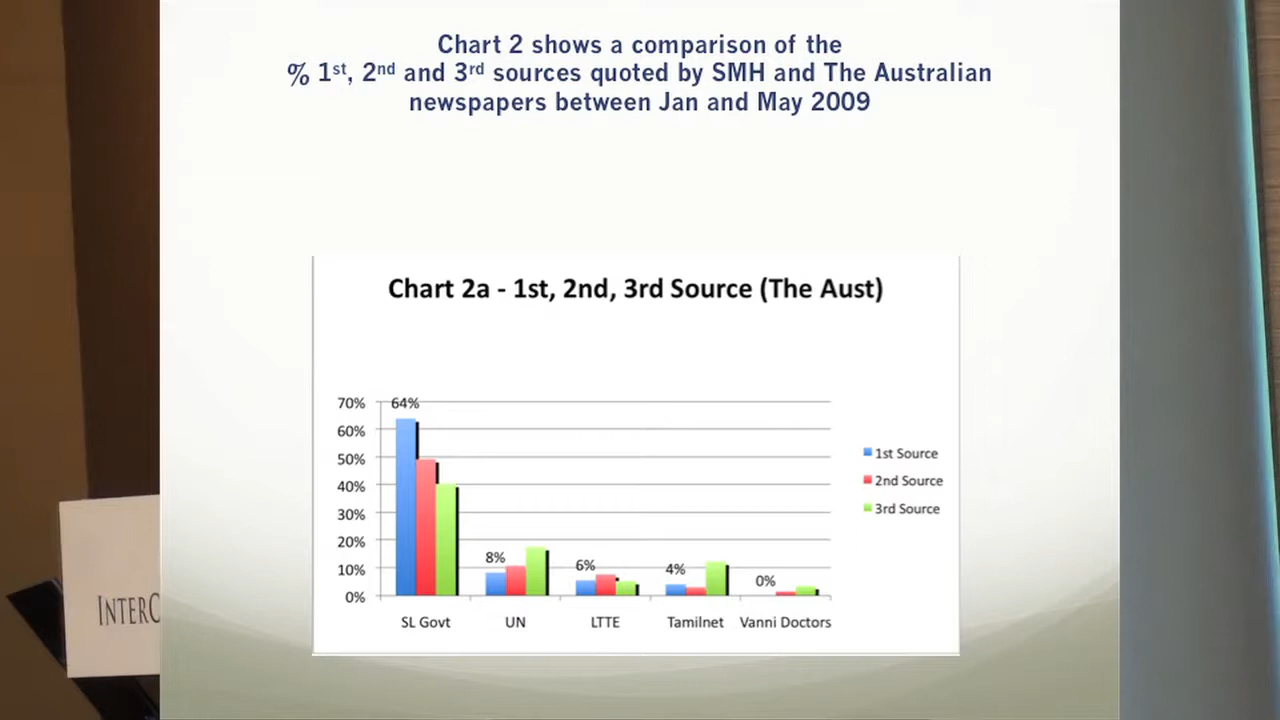 Chart 2 shows a comparison of the
% 1st, 2nd and 3rd sources quoted by SMH and The Australian
newspapers between Jan and May 2009
Chart 2a - 1st, 2nd, 3rd Source (The Aust)
70%
60%
50%
40%
30%
20%
10%
0%
64%
8%
6%
4%
0%
SL Govt
UN
LTTE
Tamilnet
Vanni Doctors
1st Source
2nd Source
3rd Source